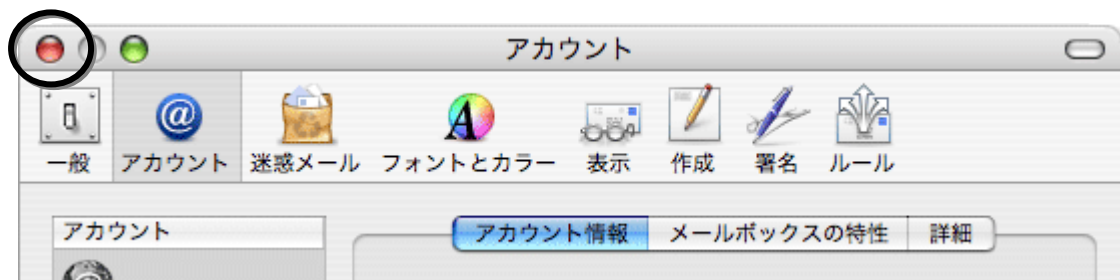 アカウント
一般 アカウント 迷惑メール フォントとカラー 表示 作成 署名 ルール
アカウント アカウント情報 メールボックスの特性 詳細